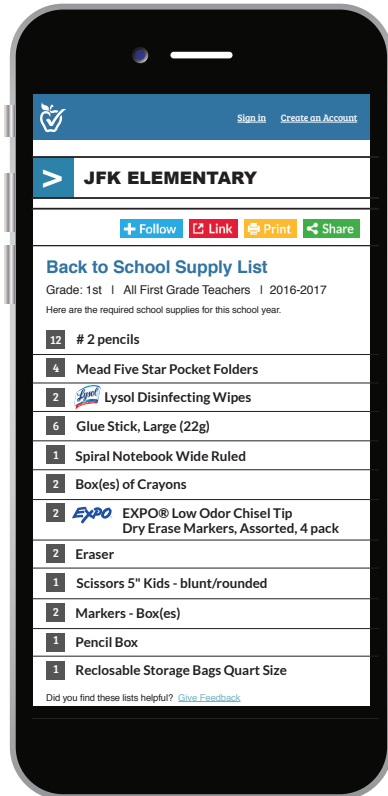 Sign in Create an Account
> JFK ELEMENTARY
+ Follow Link Print Share
Back to School Supply List
Grade: 1st | All First Grade Teachers | 2016-2017
Here are the required school supplies for this school year.
12 # 2 pencils
4 Mead Five Star Pocket Folders
2 Lysol Lysol Disinfecting Wipes
6 Glue Stick, Large (22g)
1 Spiral Notebook Wide Ruled
2 Box(es) of Crayons
2 EXPO EXPO® Low Odor Chisel Tip
Dry Erase Markers, Assorted, 4 pack
2 Eraser
1 Scissors 5" Kids - blunt/rounded
2 Markers - Box(es)
1 Pencil Box
1 Reclosable Storage Bags Quart Size
Did you find these lists helpful? Give Feedback